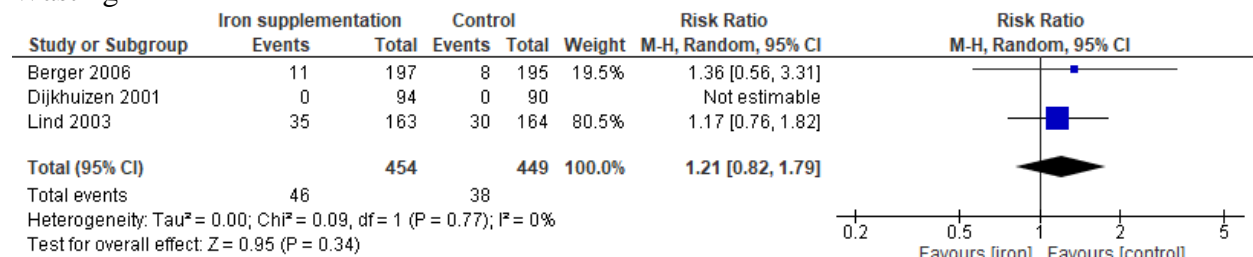 Iron supplementation Control Risk Ratio Risk Ratio
Study or Subgroup Events Total Events Total Weight M-H, Random, 95% CI M-H, Random, 95% CI
Berger 2006 11 197 8 195 19.5% 1.36 [0.56, 3.31]
Dijkhuizen 2001 0 94 0 90 Not estimable
Lind 2003 35 163 30 164 80.5% 1.17 [0.76, 1.82]
Total (95% CI) 454 449 100.0% 1.21 [0.82, 1.79]
Total events 46 38
Heterogeneity: Tau² = 0.00; Chi² = 0.09, df = 1 (P = 0.77); I² = 0%
Test for overall effect: Z = 0.95 (P = 0.34)
0.2 0.5 1 2 5
Favours [iron] Favours [control]